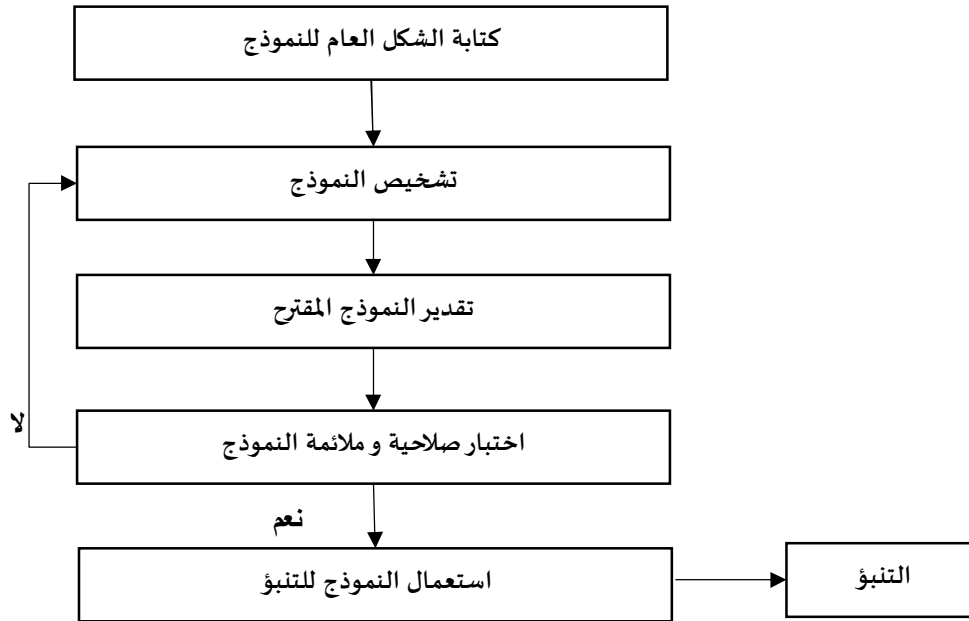 كتابة الشكل العام للنموذج
تشخيص النموذج
تقدير النموذج المقترح
اختبار صلاحية و ملائمة النموذج
لا
نعم
استعمال النموذج للتنبؤ
التنبؤ